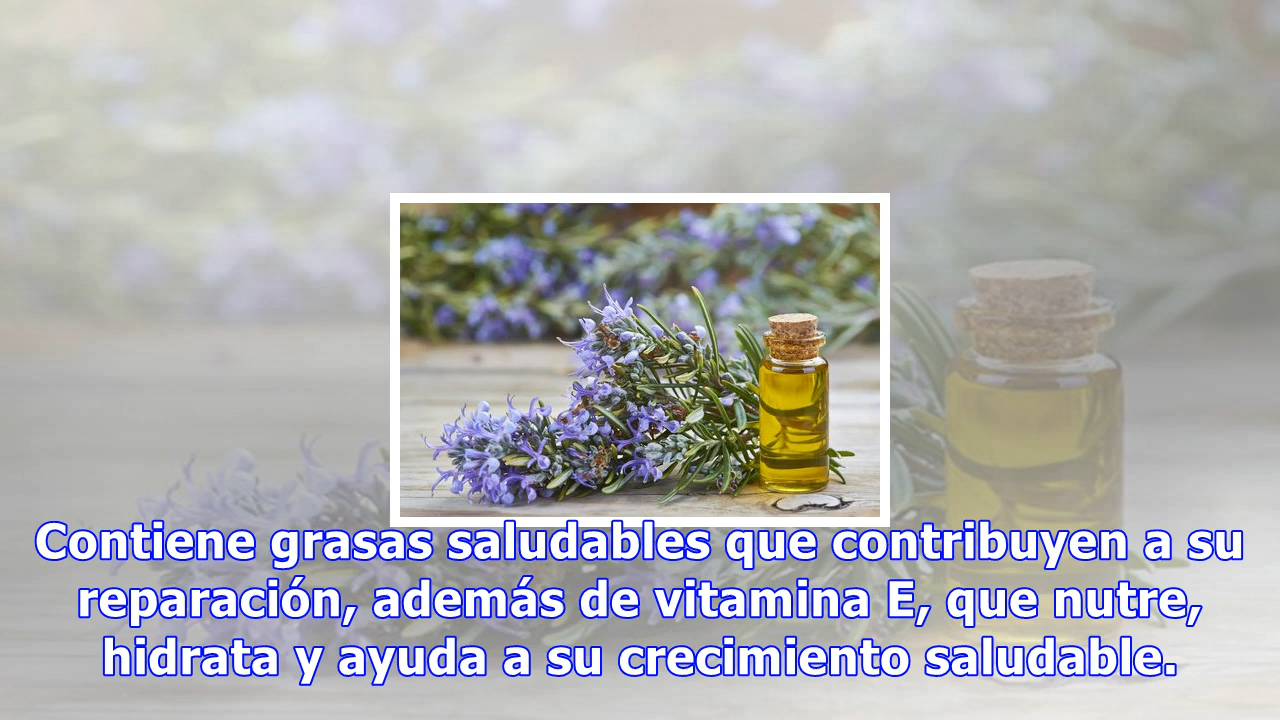 Contiene grasas saludables que contribuyen a su
reparación, además de vitamina E, que nutre,
hidrata y ayuda a su crecimiento saludable.